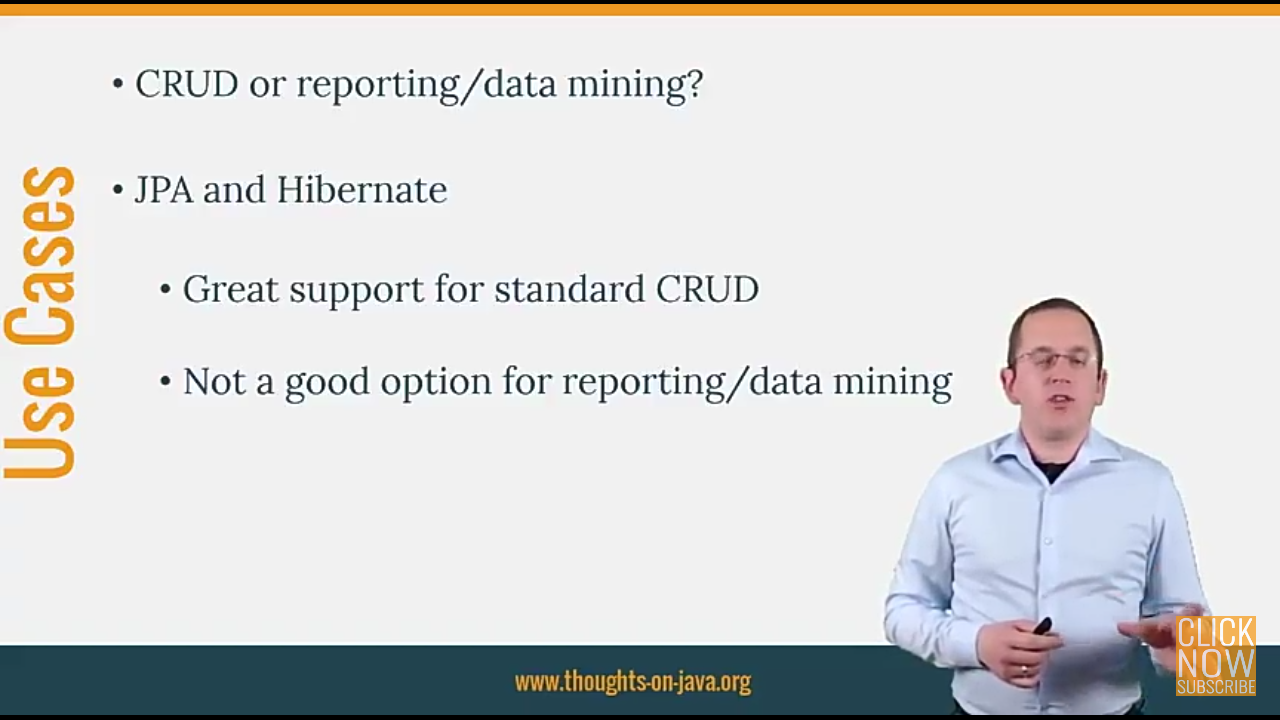 Use Cases
• CRUD or reporting/data mining?
• JPA and Hibernate
• Great support for standard CRUD
• Not a good option for reporting/data mining
www.thoughts-on-java.org
CLICK
NOW
SUBSCRIBE